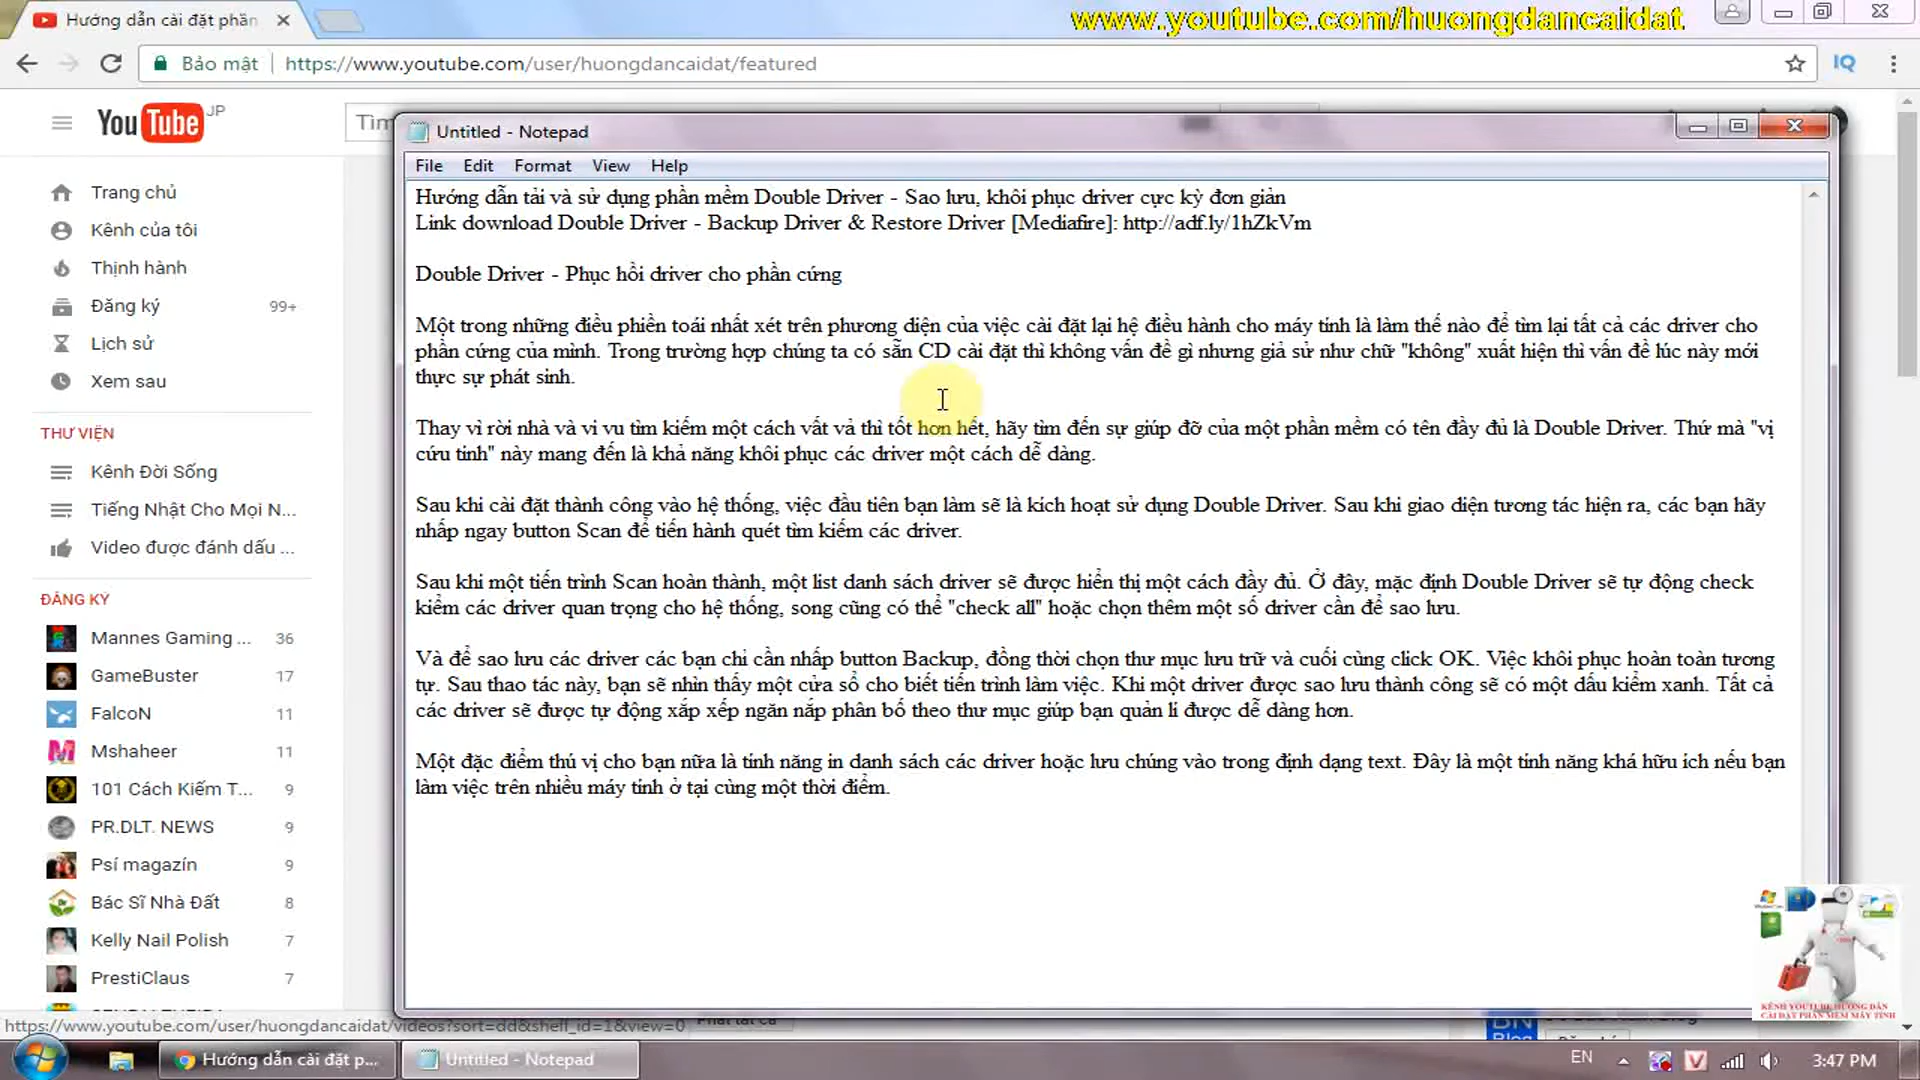 Hướng dẫn cài đặt phần
www.youtube.com/huongdancaidat
Bảo mật
https://www.youtube.com/user/huongdancaidat/featured
IQ
YouTube JP
Tìm
Untitled - Notepad
File Edit Format View Help
Hướng dẫn tải và sử dụng phần mềm Double Driver - Sao lưu, khôi phục driver cực kỳ đơn giản
Link download Double Driver - Backup Driver & Restore Driver [Mediafire]: http://adf.ly/1hZkVm
Double Driver - Phục hồi driver cho phần cứng
Một trong những điều phiền toái nhất xét trên phương diện của việc cài đặt lại hệ điều hành cho máy tính là làm thế nào để tìm lại tất cả các driver cho
phần cứng của mình. Trong trường hợp chúng ta có sẵn CD cài đặt thì không vấn đề gì nhưng giả sử như chữ "không" xuất hiện thì vấn đề lúc này mới
thực sự phát sinh.
Thay vì rời nhà và vi vu tìm kiếm một cách vất vả thì tốt hơn hết, hãy tìm đến sự giúp đỡ của một phần mềm có tên đầy đủ là Double Driver. Thứ mà "vị
cứu tinh" này mang đến là khả năng khôi phục các driver một cách dễ dàng.
Sau khi cài đặt thành công vào hệ thống, việc đầu tiên bạn làm sẽ là kích hoạt sử dụng Double Driver. Sau khi giao diện tương tác hiện ra, các bạn hãy
nhấp ngay button Scan để tiến hành quét tìm kiếm các driver.
Sau khi một tiến trình Scan hoàn thành, một list danh sách driver sẽ được hiển thị một cách đầy đủ. Ở đây, mặc định Double Driver sẽ tự động check
kiểm các driver quan trọng cho hệ thống, song cũng có thể "check all" hoặc chọn thêm một số driver cần để sao lưu.
Và để sao lưu các driver các bạn chỉ cần nhấp button Backup, đồng thời chọn thư mục lưu trữ và cuối cùng click OK. Việc khôi phục hoàn toàn tương
tự. Sau thao tác này, bạn sẽ nhìn thấy một cửa sổ cho biết tiến trình làm việc. Khi một driver được sao lưu thành công sẽ có một dấu kiểm xanh. Tất cả
các driver sẽ được tự động xắp xếp ngăn nắp phân bố theo thư mục giúp bạn quản lí được dễ dàng hơn.
Một đặc điểm thú vị cho bạn nữa là tính năng in danh sách các driver hoặc lưu chúng vào trong định dạng text. Đây là một tính năng khá hữu ích nếu bạn
làm việc trên nhiều máy tính ở tại cùng một thời điểm.
Trang chủ
Kênh của tôi
Thịnh hành
Đăng ký 99+
Lịch sử
Xem sau
THƯ VIỆN
Kênh Đời Sống
Tiếng Nhật Cho Mọi N...
Video được đánh dấu ...
ĐĂNG KÝ
Mannes Gaming ... 36
GameBuster 17
FalcoN 11
Mshaheer 11
101 Cách Kiếm T... 9
PR.DLT. NEWS 9
Psí magazín 9
Bác Sĩ Nhà Đất 8
Kelly Nail Polish 7
PrestiClaus 7
KÊNH YOUTUBE HƯỚNG DẪN
CÀI ĐẶT PHẦN MỀM MÁY TÍNH
https://www.youtube.com/user/huongdancaidat/videos?sort=dd&shelf_id=1&view=0
Phát tất cả
Blog
Hướng dẫn cài đặt p...
Untitled - Notepad
EN
3:47 PM